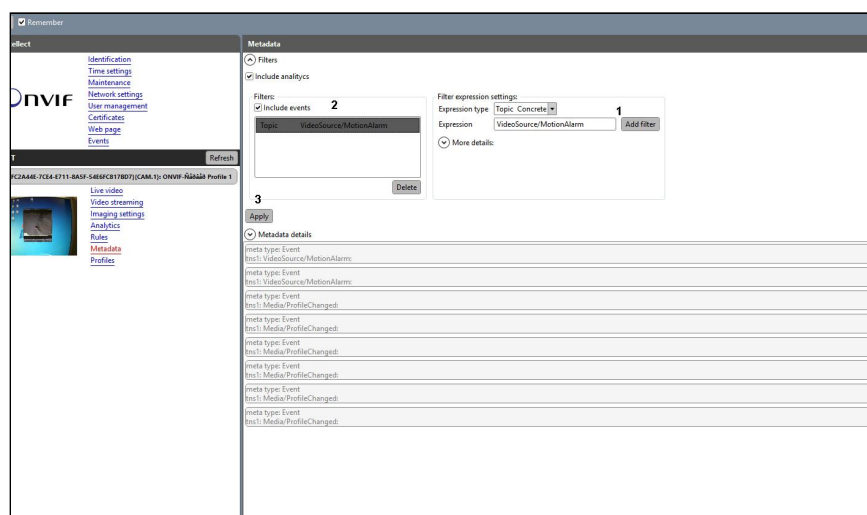 Remember
ellect
Metadata
Identification
Time settings
Maintenance
Network settings
User management
Certificates
Web page
Events
nvif
T
Refresh
FC2A44E-7CE4-E711-8A5F-54E6FC817BD7)(CAM.1): ONVIF-Ñåðâåð Profile 1
Live video
Video streaming
Imaging settings
Analytics
Rules
Metadata
Profiles
Filters
Include analitycs
Filters:
Include events
2
Topic VideoSource/MotionAlarm
Delete
Filter expression settings:
Expression type Topic Concrete
1
Expression VideoSource/MotionAlarm Add filter
More details:
3
Apply
Metadata details
meta type: Event
tns1: VideoSource/MotionAlarm:
meta type: Event
tns1: VideoSource/MotionAlarm:
meta type: Event
tns1: Media/ProfileChanged:
meta type: Event
tns1: Media/ProfileChanged:
meta type: Event
tns1: Media/ProfileChanged:
meta type: Event
tns1: Media/ProfileChanged:
meta type: Event
tns1: Media/ProfileChanged:
meta type: Event
tns1: Media/ProfileChanged: